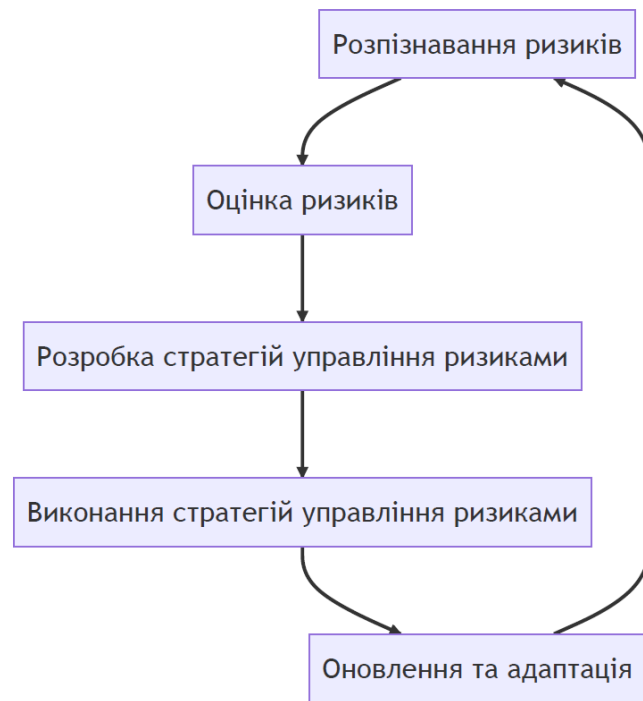 Розпізнавання ризиків
Оцінка ризиків
Розробка стратегій управління ризиками
Виконання стратегій управління ризиками
Оновлення та адаптація